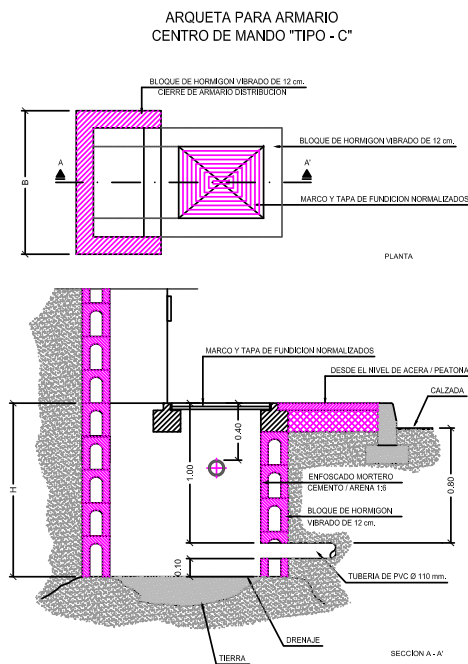 ARQUETA PARA ARMARIO
CENTRO DE MANDO "TIPO - C"
BLOQUE DE HORMIGON VIBRADO DE 12 cm.
CIERRE DE ARMARIO DISTRIBUCION
BLOQUE DE HORMIGON VIBRADO DE 12 cm.
A
A'
B
MARCO Y TAPA DE FUNDICION NORMALIZADOS
PLANTA
MARCO Y TAPA DE FUNDICION NORMALIZADOS
DESDE EL NIVEL DE ACERA / PEATONA
CALZADA
0.40
1.00
H
0.80
ENFOSCADO MORTERO
CEMENTO / ARENA 1:6
BLOQUE DE HORMIGON
VIBRADO DE 12 cm.
0.10
TUBERIA DE PVC Ø 110 mm.
DRENAJE
TIERRA
SECCION A - A'